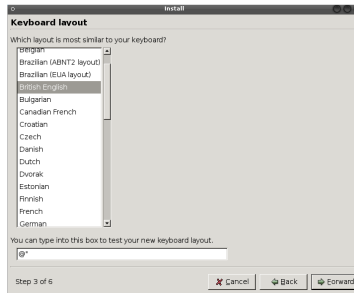 Install
Keyboard layout
Which layout is most similar to your keyboard?
Belgian
Brazilian (ABNT2 layout)
Brazilian (EUA layout)
British English
Bulgarian
Canadian French
Croatian
Czech
Danish
Dutch
Dvorak
Estonian
Finnish
French
German
You can type into this box to test your new keyboard layout.
@"
Step 3 of 6
Cancel
Back
Forward